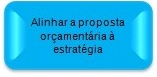 Alinhar a proposta
orçamentária à
estratégia